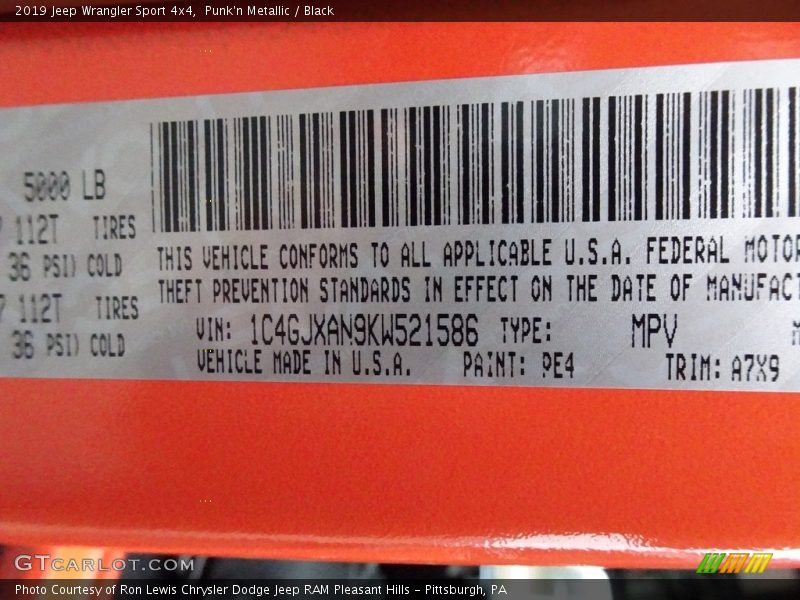 2019 Jeep Wrangler Sport 4x4,  Punk'n Metallic / Black
5000 LB
112T TIRES
36 PSI) COLD
112T TIRES
36 PSI) COLD
THIS VEHICLE CONFORMS TO ALL APPLICABLE U.S.A. FEDERAL MOTOR
THEFT PREVENTION STANDARDS IN EFFECT ON THE DATE OF MANUFACT
VIN: 1C4GJXAN9KW521586 TYPE: MPV
VEHICLE MADE IN U.S.A. PAINT: PE4 TRIM: A7X9
GTCARLOT.COM
Photo Courtesy of Ron Lewis Chrysler Dodge Jeep RAM Pleasant Hills - Pittsburgh, PA